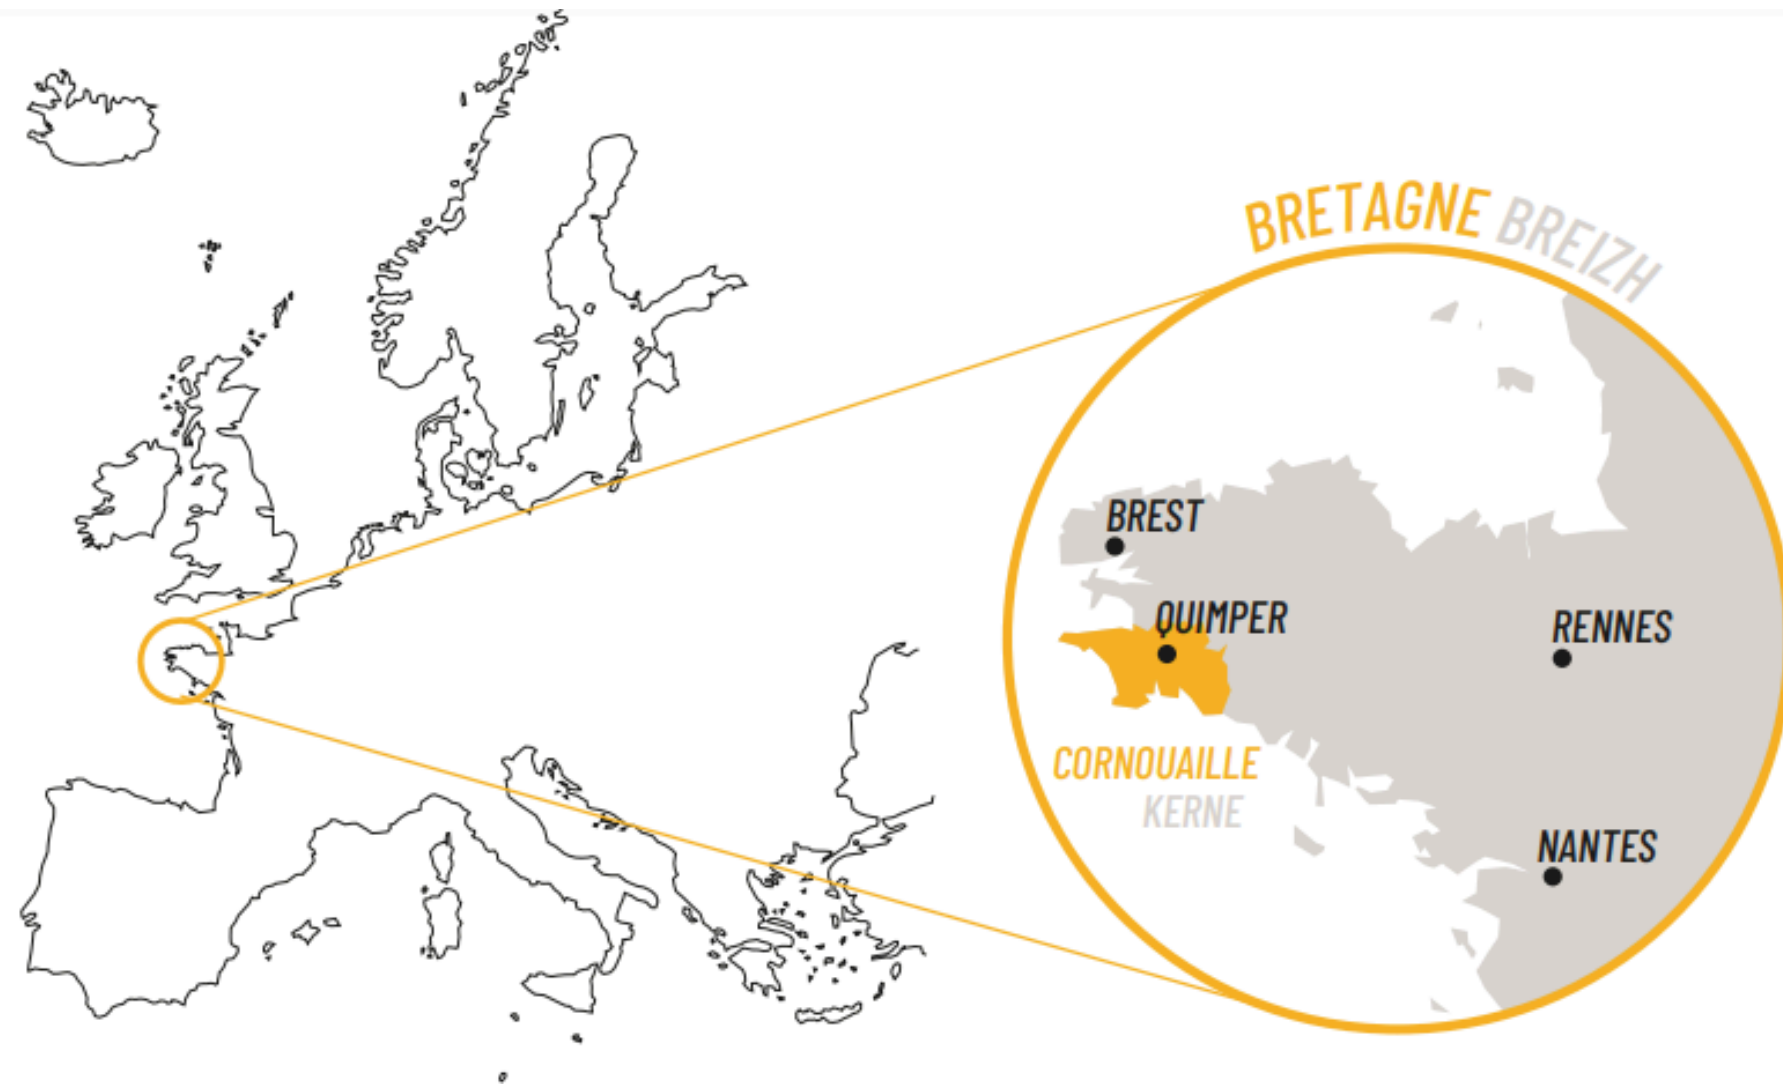 BRETAGNE BREIZH
BREST
QUIMPER
RENNES
CORNOUAILLE
KERNE
NANTES